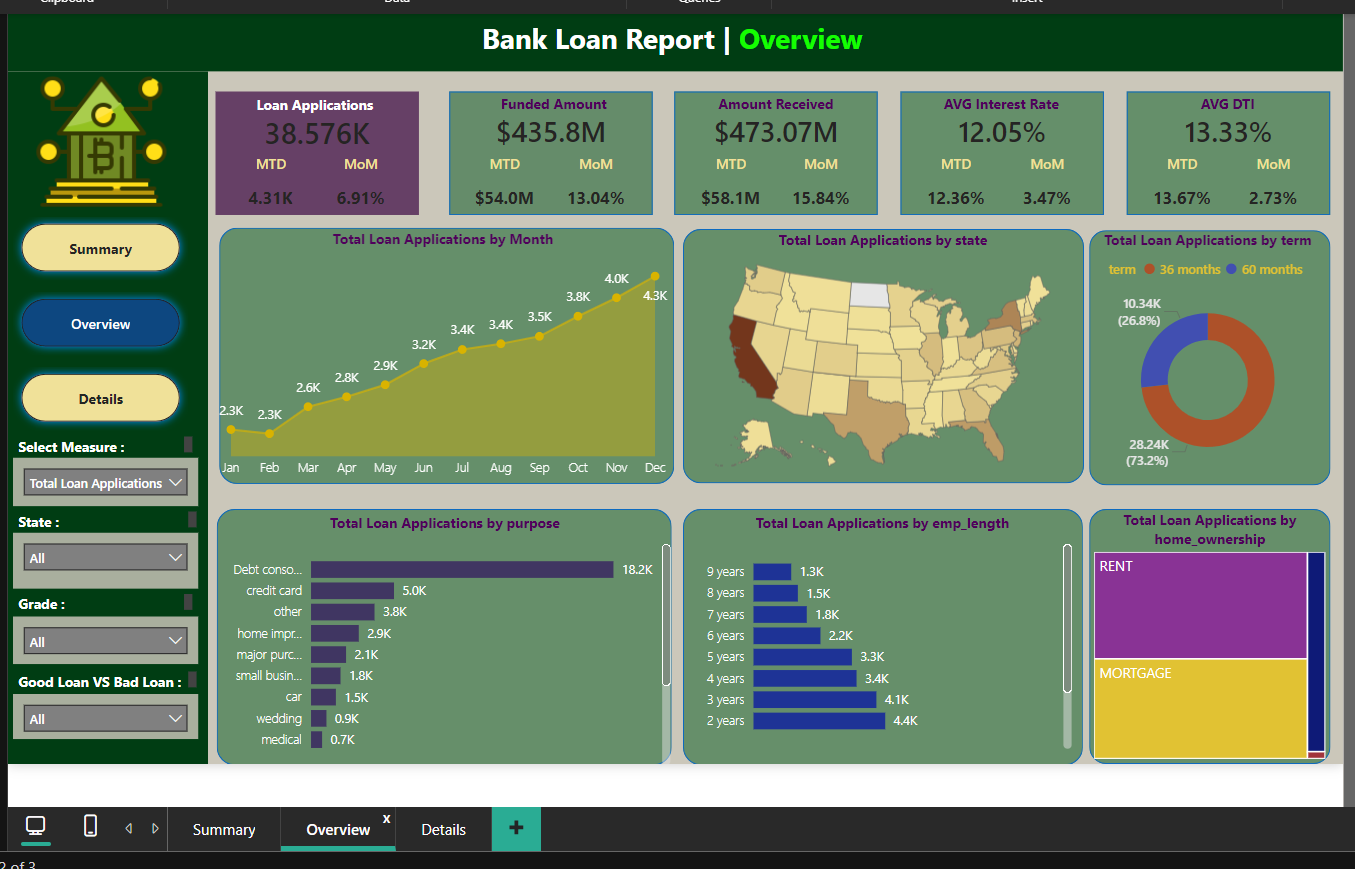 Clipboard
Data
Queries
Insert
Bank Loan Report | Overview
Loan Applications
38.576K
MTD MoM
4.31K 6.91%
Funded Amount
$435.8M
MTD MoM
$54.0M 13.04%
Amount Received
$473.07M
MTD MoM
$58.1M 15.84%
AVG Interest Rate
12.05%
MTD MoM
12.36% 3.47%
AVG DTI
13.33%
MTD MoM
13.67% 2.73%
Summary
Overview
Details
Select Measure :
Total Loan Applications
State :
All
Grade :
All
Good Loan VS Bad Loan :
All
Total Loan Applications by Month
2.3K 2.3K 2.6K 2.8K 2.9K 3.2K 3.4K 3.4K 3.5K 3.8K 4.0K 4.3K
Jan Feb Mar Apr May Jun Jul Aug Sep Oct Nov Dec
Total Loan Applications by state
Total Loan Applications by term
term 36 months 60 months
10.34K
(26.8%)
28.24K
(73.2%)
Total Loan Applications by purpose
Debt conso... 18.2K
credit card 5.0K
other 3.8K
home impr... 2.9K
major purc... 2.1K
small busin... 1.8K
car 1.5K
wedding 0.9K
medical 0.7K
Total Loan Applications by emp_length
9 years 1.3K
8 years 1.5K
7 years 1.8K
6 years 2.2K
5 years 3.3K
4 years 3.4K
3 years 4.1K
2 years 4.4K
Total Loan Applications by
home_ownership
RENT
MORTGAGE
Summary
Overview x
Details
+
2 of 3